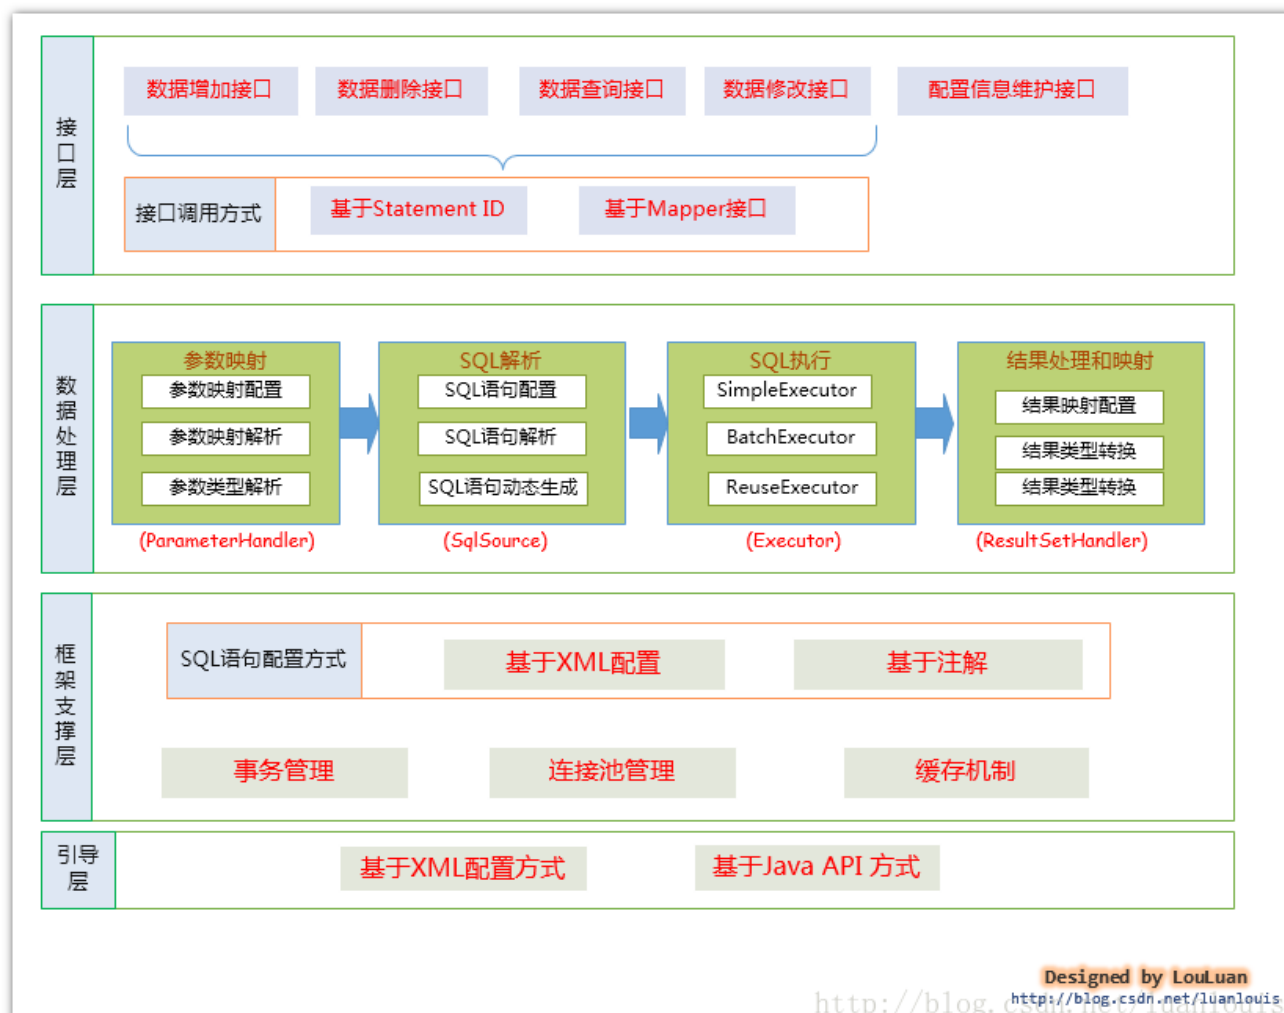 接口层
数据增加接口
数据删除接口
数据查询接口
数据修改接口
配置信息维护接口
接口调用方式
基于Statement ID
基于Mapper接口
数据处理层
参数映射
参数映射配置
参数映射解析
参数类型解析
(ParameterHandler)
SQL解析
SQL语句配置
SQL语句解析
SQL语句动态生成
(SqlSource)
SQL执行
SimpleExecutor
BatchExecutor
ReuseExecutor
(Executor)
结果处理和映射
结果映射配置
结果类型转换
结果类型转换
(ResultSetHandler)
框架支撑层
SQL语句配置方式
基于XML配置
基于注解
事务管理
连接池管理
缓存机制
引导层
基于XML配置方式
基于Java API 方式
Designed by LouLuan
http://blog.csdn.net/luanlouis
http://blog.csdn.net/luanlouis